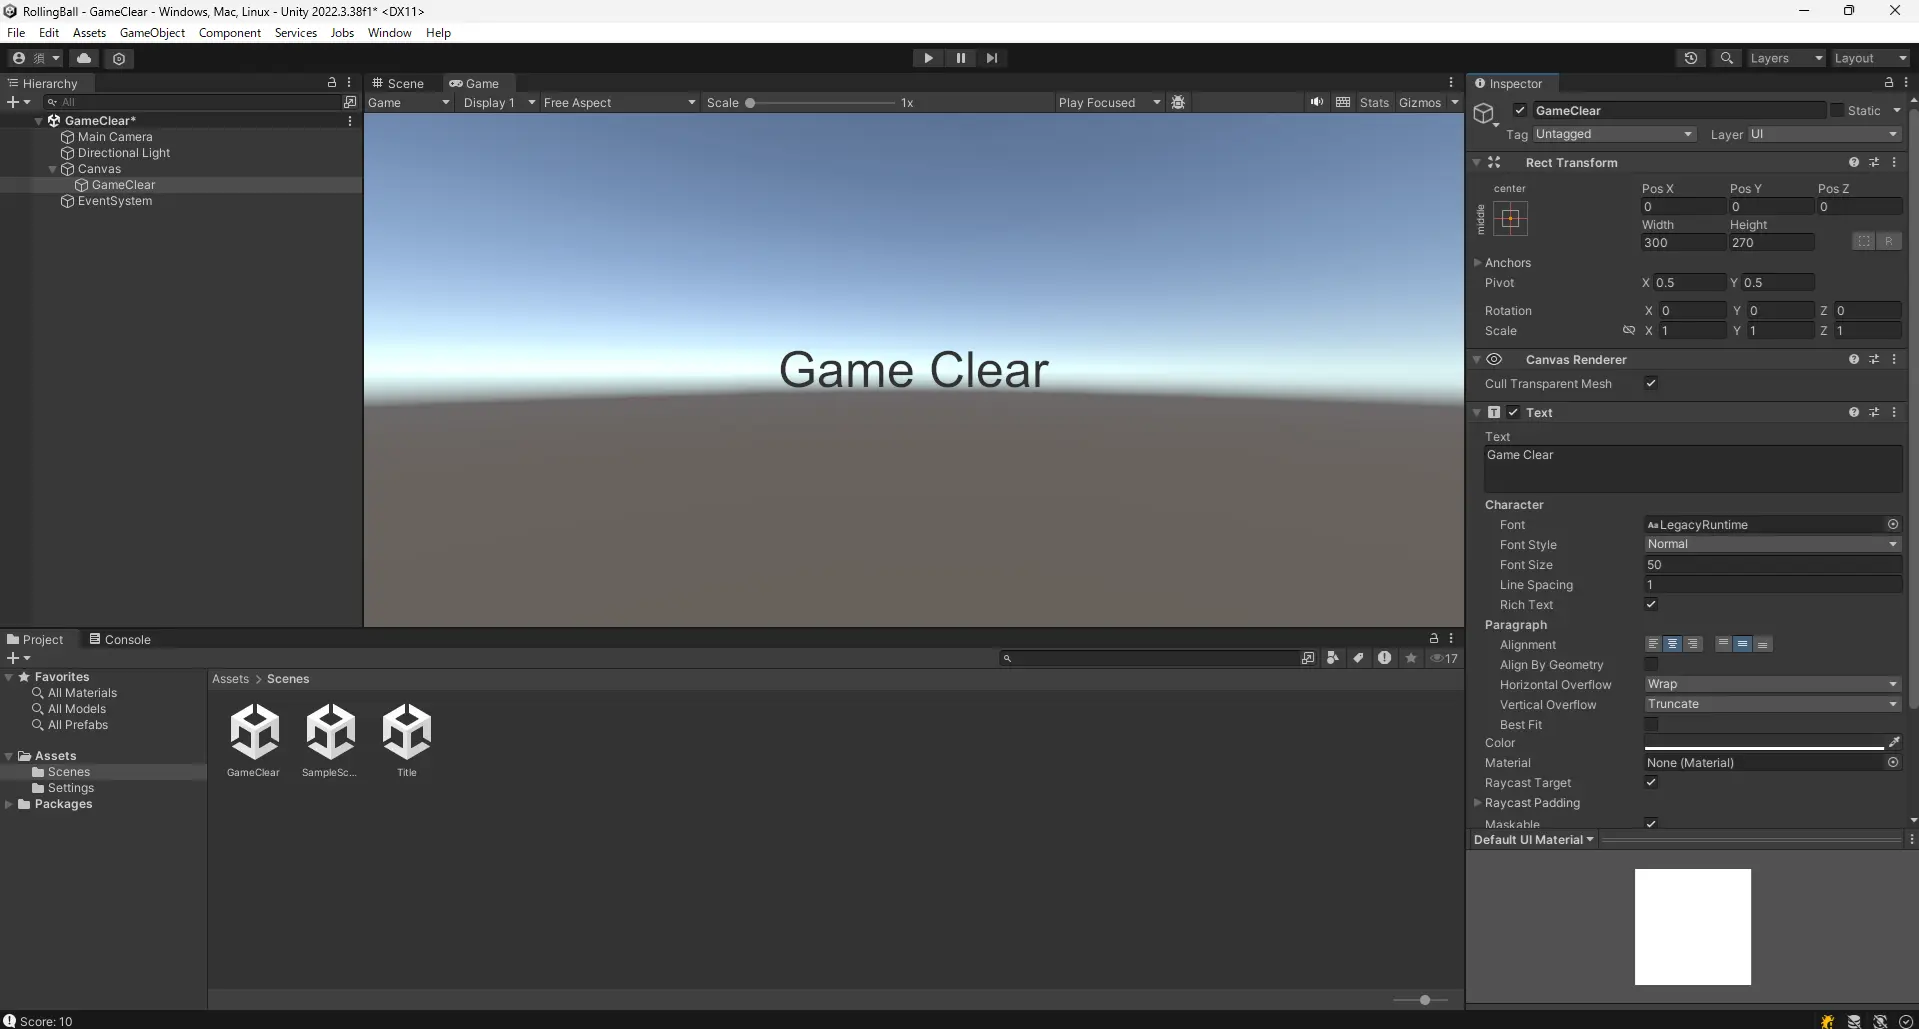 RollingBall - GameClear - Windows, Mac, Linux - Unity 2022.3.38f1* <DX11>
File Edit Assets GameObject Component Services Jobs Window Help
須 Layers Layout
Hierarchy
All
GameClear*
Main Camera
Directional Light
Canvas
GameClear
EventSystem
Scene Game
Game Display 1 Free Aspect Scale 1x Play Focused Stats Gizmos
Game Clear
Inspector
GameClear Static
Tag Untagged Layer UI
Rect Transform
center
middle
Pos X Pos Y Pos Z
0 0 0
Width Height
300 270 R
Anchors
Pivot X 0.5 Y 0.5
Rotation X 0 Y 0 Z 0
Scale X 1 Y 1 Z 1
Canvas Renderer
Cull Transparent Mesh
T Text
Text
Game Clear
Character
Font Aa LegacyRuntime
Font Style Normal
Font Size 50
Line Spacing 1
Rich Text
Paragraph
Alignment
Align By Geometry
Horizontal Overflow Wrap
Vertical Overflow Truncate
Best Fit
Color
Material None (Material)
Raycast Target
Raycast Padding
Maskable
Default UI Material
Project Console
17
Favorites
All Materials
All Models
All Prefabs
Assets
Scenes
Settings
Packages
Assets > Scenes
GameClear SampleSc... Title
Score: 10